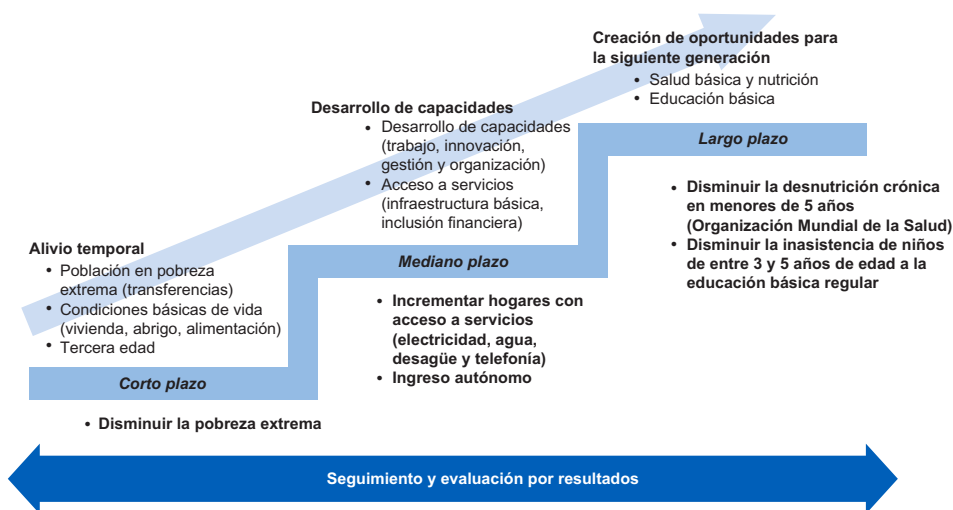 Creación de oportunidades para
la siguiente generación
• Salud básica y nutrición
• Educación básica
Desarrollo de capacidades
• Desarrollo de capacidades
(trabajo, innovación,
gestión y organización)
• Acceso a servicios
(infraestructura básica,
inclusión financiera)
Largo plazo
• Disminuir la desnutrición crónica
en menores de 5 años
(Organización Mundial de la Salud)
• Disminuir la inasistencia de niños
de entre 3 y 5 años de edad a la
educación básica regular
Alivio temporal
• Población en pobreza
extrema (transferencias)
• Condiciones básicas de vida
(vivienda, abrigo, alimentación)
• Tercera edad
Mediano plazo
• Incrementar hogares con
acceso a servicios
(electricidad, agua,
desagüe y telefonía)
• Ingreso autónomo
Corto plazo
• Disminuir la pobreza extrema
Seguimiento y evaluación por resultados